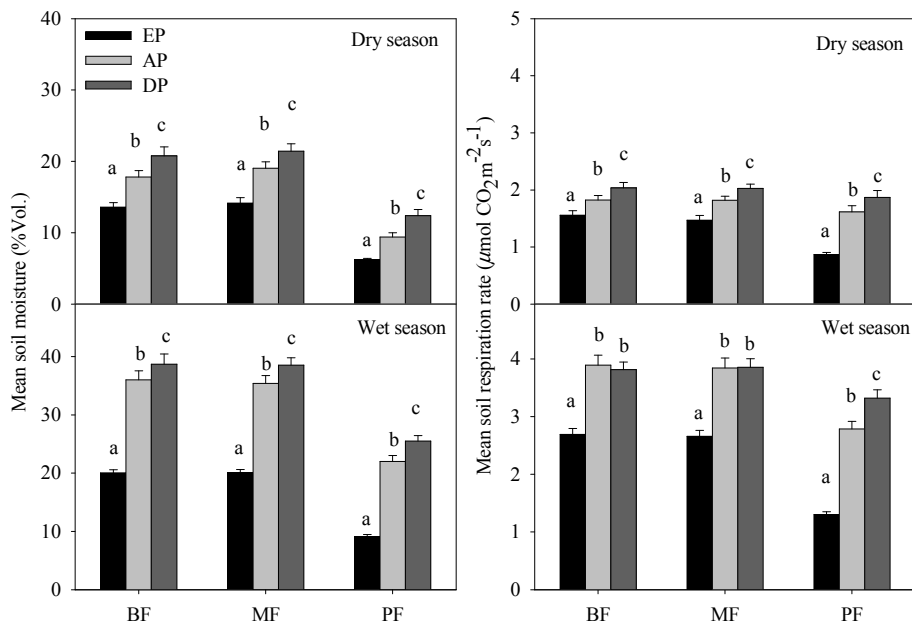 Mean soil moisture (%Vol.)
40
30
20
10
0
EP
AP
DP
Dry season
a b c
a b c
a b c
40
30
20
10
0
Wet season
a b c
a b c
a b c
BF MF PF
Mean soil respiration rate (μmol CO2m-2s-1)
5
4
3
2
1
0
Dry season
a b c
a b c
a b c
4
3
2
1
0
Wet season
a b b
a b b
a b c
BF MF PF